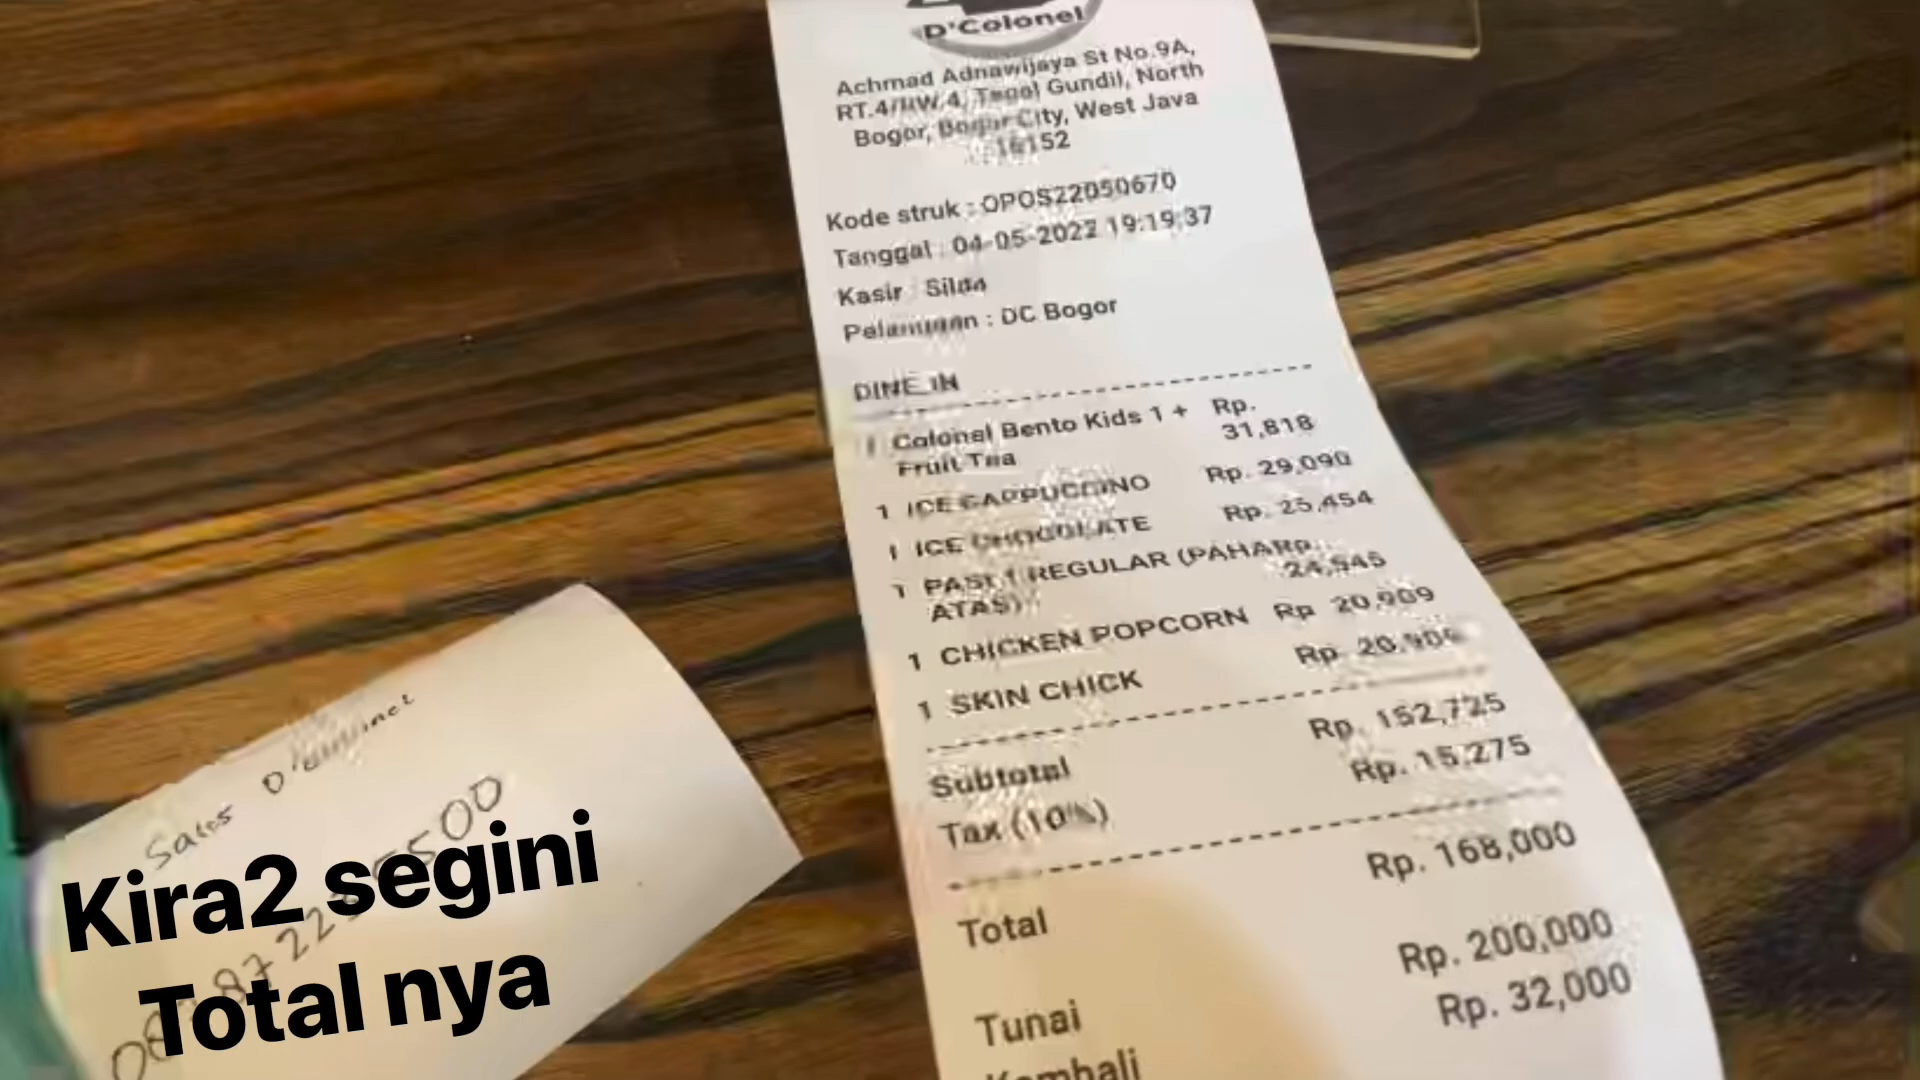 D'Colonel
Achmad Adnawijaya St No.9A,
RT.4/RW.4, Tegal Gundil, North
Bogor, Bogor City, West Java
16152
Kode struk : OPOS22050670
Tanggal : 04-05-2022 19:19:37
Kasir : Silda
Pelanggan : DC Bogor
DINE IN
1 Colonel Bento Kids 1 + Rp.
Fruit Tea 31,818
1 ICE CAPPUCCINO Rp. 29,090
1 ICE CHOCOLATE Rp. 25,454
1 PAST 1 REGULAR (PAHA Rp.
ATAS) 24,545
1 CHICKEN POPCORN Rp 20,909
1 SKIN CHICK Rp. 20,909
Subtotal Rp. 152,725
Tax (10%) Rp. 15,275
Total Rp. 168,000
Tunai Rp. 200,000
Kembali Rp. 32,000
Sales
Kira2 segini
Total nya